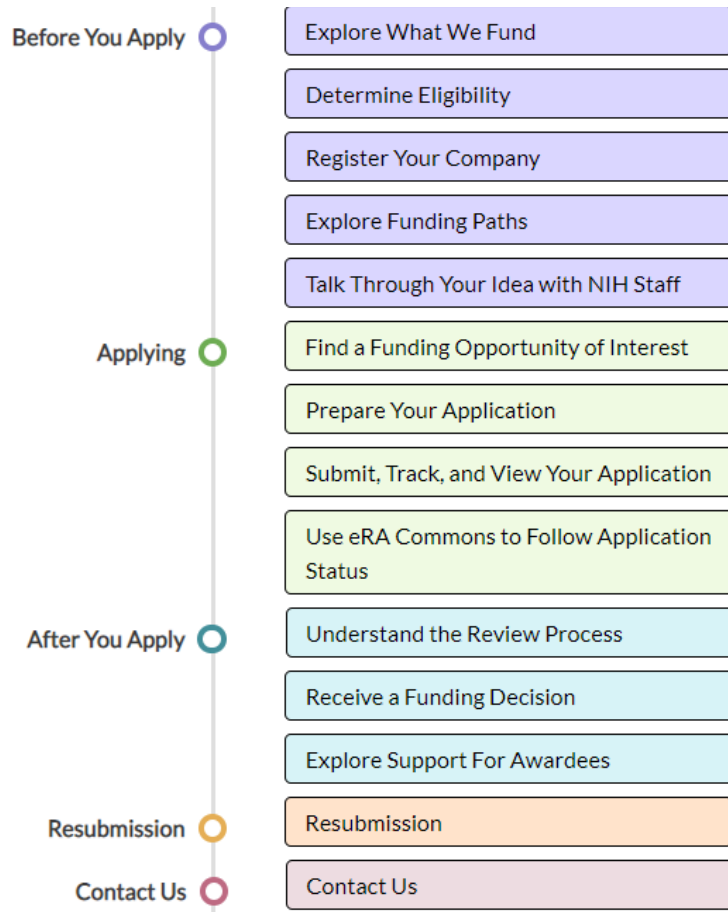 Before You Apply
Explore What We Fund
Determine Eligibility
Register Your Company
Explore Funding Paths
Talk Through Your Idea with NIH Staff
Applying
Find a Funding Opportunity of Interest
Prepare Your Application
Submit, Track, and View Your Application
Use eRA Commons to Follow Application
Status
After You Apply
Understand the Review Process
Receive a Funding Decision
Explore Support For Awardees
Resubmission
Resubmission
Contact Us
Contact Us